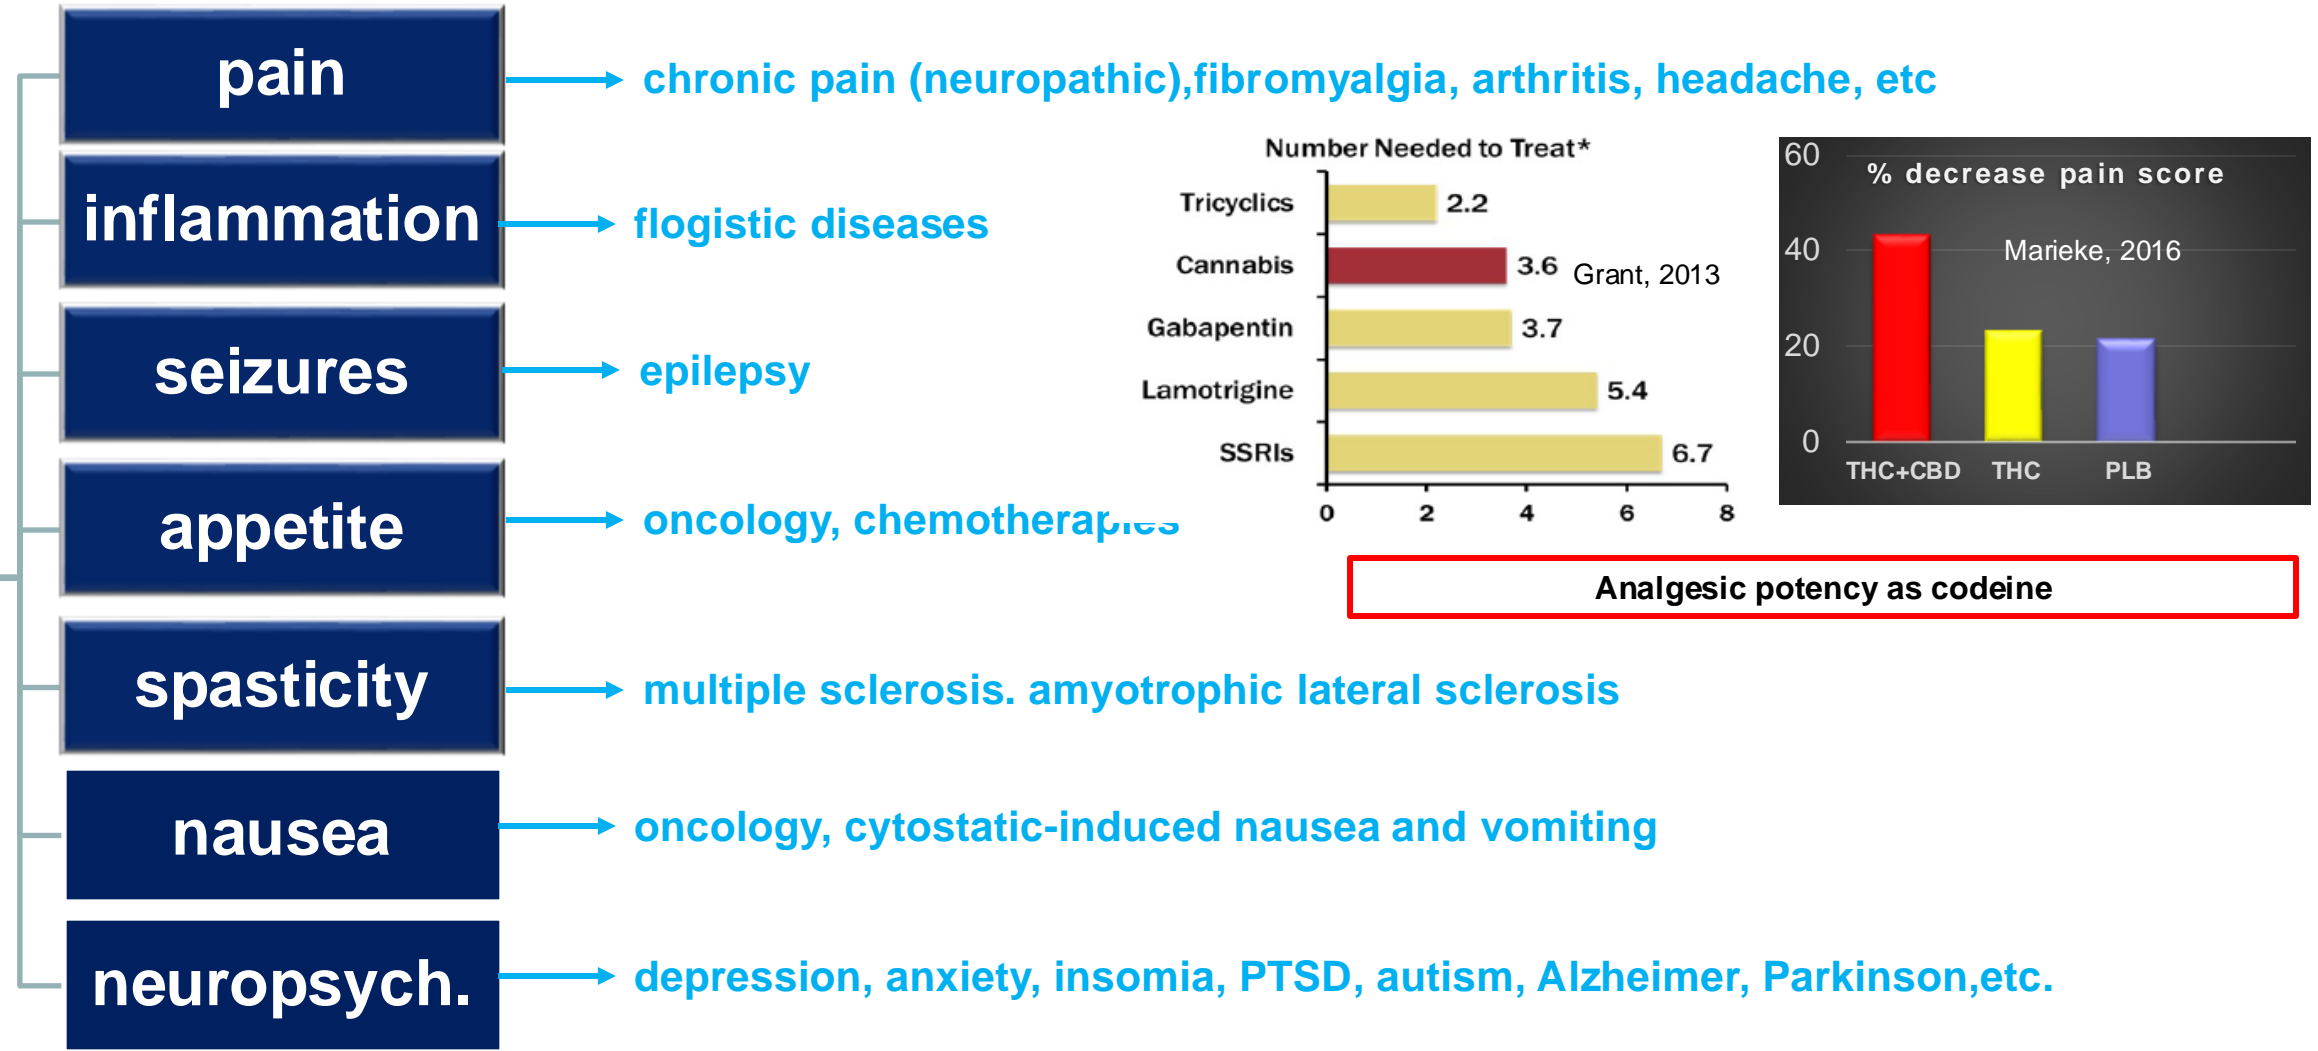 pain
chronic pain (neuropathic),fibromyalgia, arthritis, headache, etc
inflammation
flogistic diseases
seizures
epilepsy
appetite
oncology, chemotherapies
spasticity
multiple sclerosis. amyotrophic lateral sclerosis
nausea
oncology, cytostatic-induced nausea and vomiting
neuropsych.
depression, anxiety, insomia, PTSD, autism, Alzheimer, Parkinson,etc.
Number Needed to Treat*
Tricyclics 2.2
Cannabis 3.6 Grant, 2013
Gabapentin 3.7
Lamotrigine 5.4
SSRIs 6.7
0 2 4 6 8
% decrease pain score
Marieke, 2016
60
40
20
0
THC+CBD THC PLB
Analgesic potency as codeine